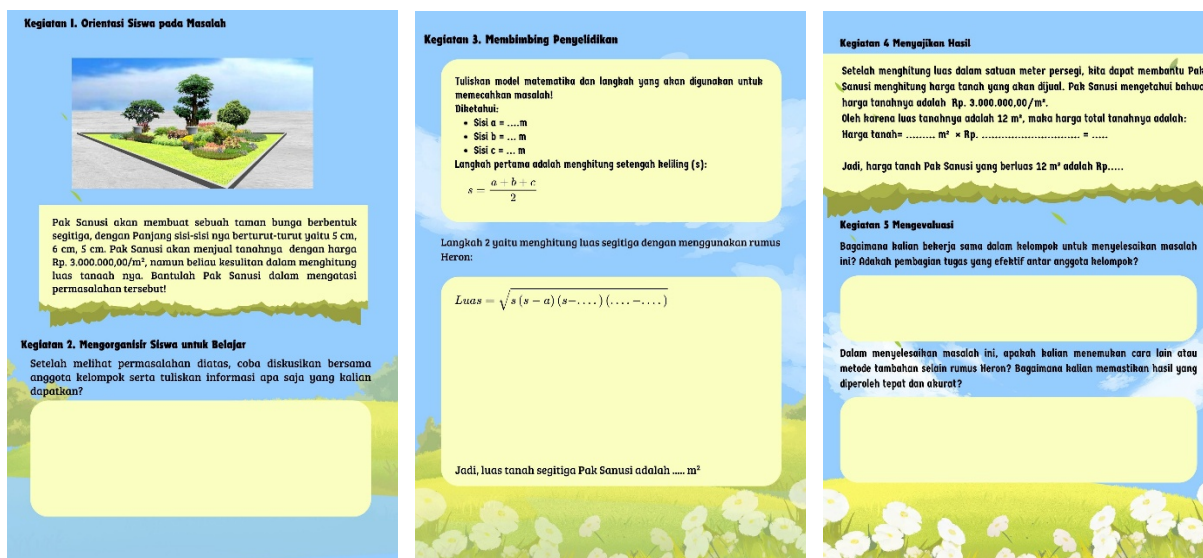 Kegiatan 1. Orientasi Siswa pada Masalah
Pak Sanusi akan membuat sebuah taman bunga berbentuk
segitiga, dengan Panjang sisi-sisi nya berturut-turut yaitu 5 cm,
6 cm, 5 cm. Pak Sanusi akan menjual tanahnya dengan harga
Rp. 3.000.000,00/m², namun beliau kesulitan dalam menghitung
luas tanaah nya. Bantulah Pak Sanusi dalam mengatasi
permasalahan tersebut!
Kegiatan 2. Mengorganisir Siswa untuk Belajar
Setelah melihat permasalahan diatas, coba diskusikan bersama
anggota kelompok serta tuliskan informasi apa saja yang kalian
dapatkan?
Kegiatan 3. Membimbing Penyelidikan
Tuliskan model matematika dan langkah yang akan digunakan untuk
memecahkan masalah!
Diketahui:
• Sisi a = ....m
• Sisi b = ... m
• Sisi c = ... m
Langkah pertama adalah menghitung setengah keliling (s):
s = \frac{a + b + c}{2}
Langkah 2 yaitu menghitung luas segitiga dengan menggunakan rumus
Heron:
Luas = \sqrt{s (s - a) (s - ....) (.... - ....)}
Jadi, luas tanah segitiga Pak Sanusi adalah ..... m²
Kegiatan 4 Menyajikan Hasil
Setelah menghitung luas dalam satuan meter persegi, kita dapat membantu Pak
Sanusi menghitung harga tanah yang akan dijual. Pak Sanusi mengetahui bahwa
harga tanahnya adalah Rp. 3.000.000,00/m².
Oleh karena luas tanahnya adalah 12 m², maka harga total tanahnya adalah:
Harga tanah= ......... m² × Rp. .............................. = .....
Jadi, harga tanah Pak Sanusi yang berluas 12 m² adalah Rp.....
Kegiatan 5 Mengevaluasi
Bagaimana kalian bekerja sama dalam kelompok untuk menyelesaikan masalah
ini? Adakah pembagian tugas yang efektif antar anggota kelompok?
Dalam menyelesaikan masalah ini, apakah kalian menemukan cara lain atau
metode tambahan selain rumus Heron? Bagaimana kalian memastikan hasil yang
diperoleh tepat dan akurat?